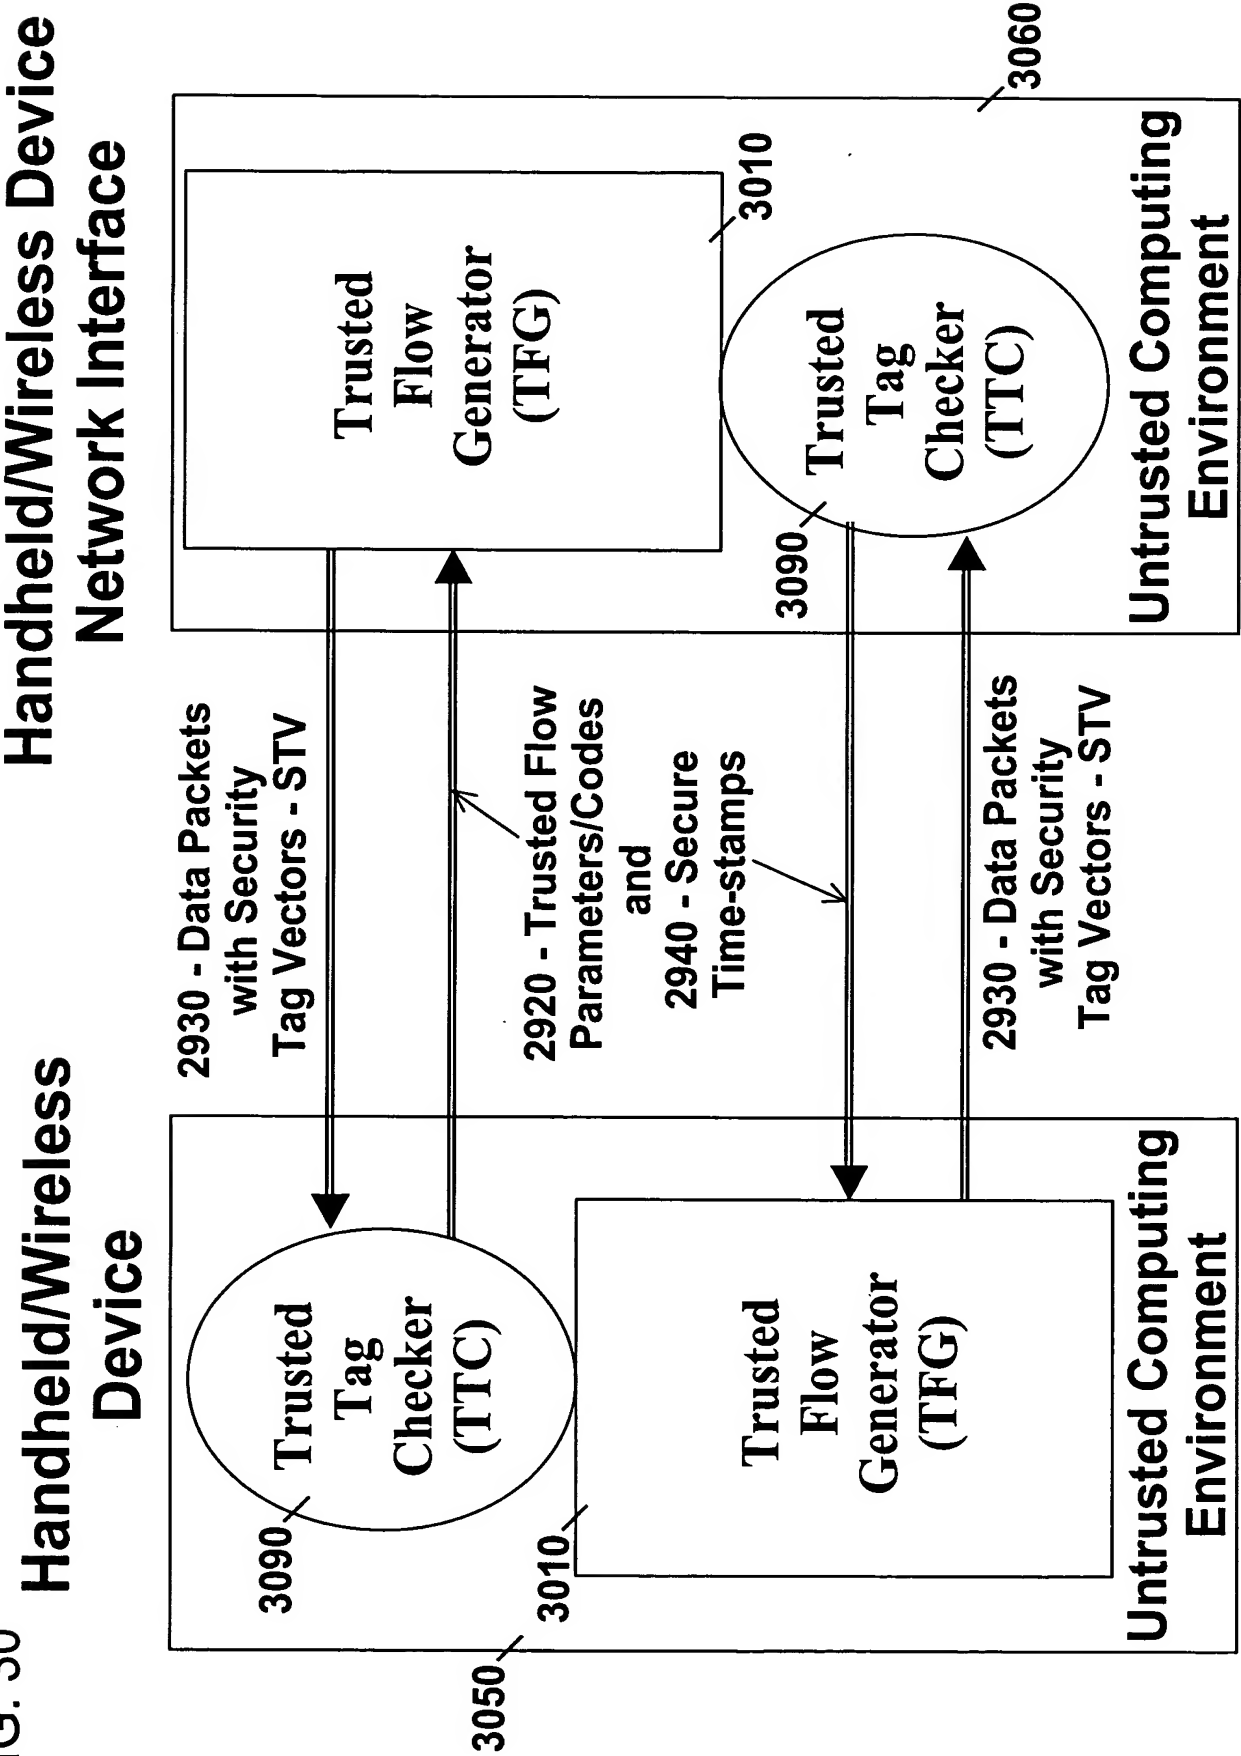 IG. 30
Handheld/Wireless
Device
Handheld/Wireless Device
Network Interface
3050
3090
Trusted
Tag
Checker
(TTC)
3010
Trusted
Flow
Generator
(TFG)
Untrusted Computing
Environment
2930 - Data Packets
with Security
Tag Vectors - STV
2920 - Trusted Flow
Parameters/Codes
and
2940 - Secure
Time-stamps
2930 - Data Packets
with Security
Tag Vectors - STV
Trusted
Flow
Generator
(TFG)
3010
3090
Trusted
Tag
Checker
(TTC)
Untrusted Computing
Environment
3060